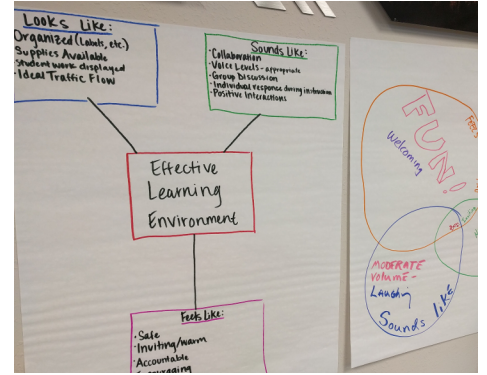 Looks Like:
Organized (Labels, etc.)
Supplies Available
Student work displayed
·Ideal Traffic Flow
Sounds Like:
·Collaboration
·Voice Levels - appropriate
·Group Discussion
·Individual response during instruction
·Positive Interactions
Effective
Learning
Environment
Feels Like:
·Safe
·Inviting/warm
·Accountable
Encouraging
FUN!
Welcoming
MODERATE
VOLUME -
Laughing
Sounds like